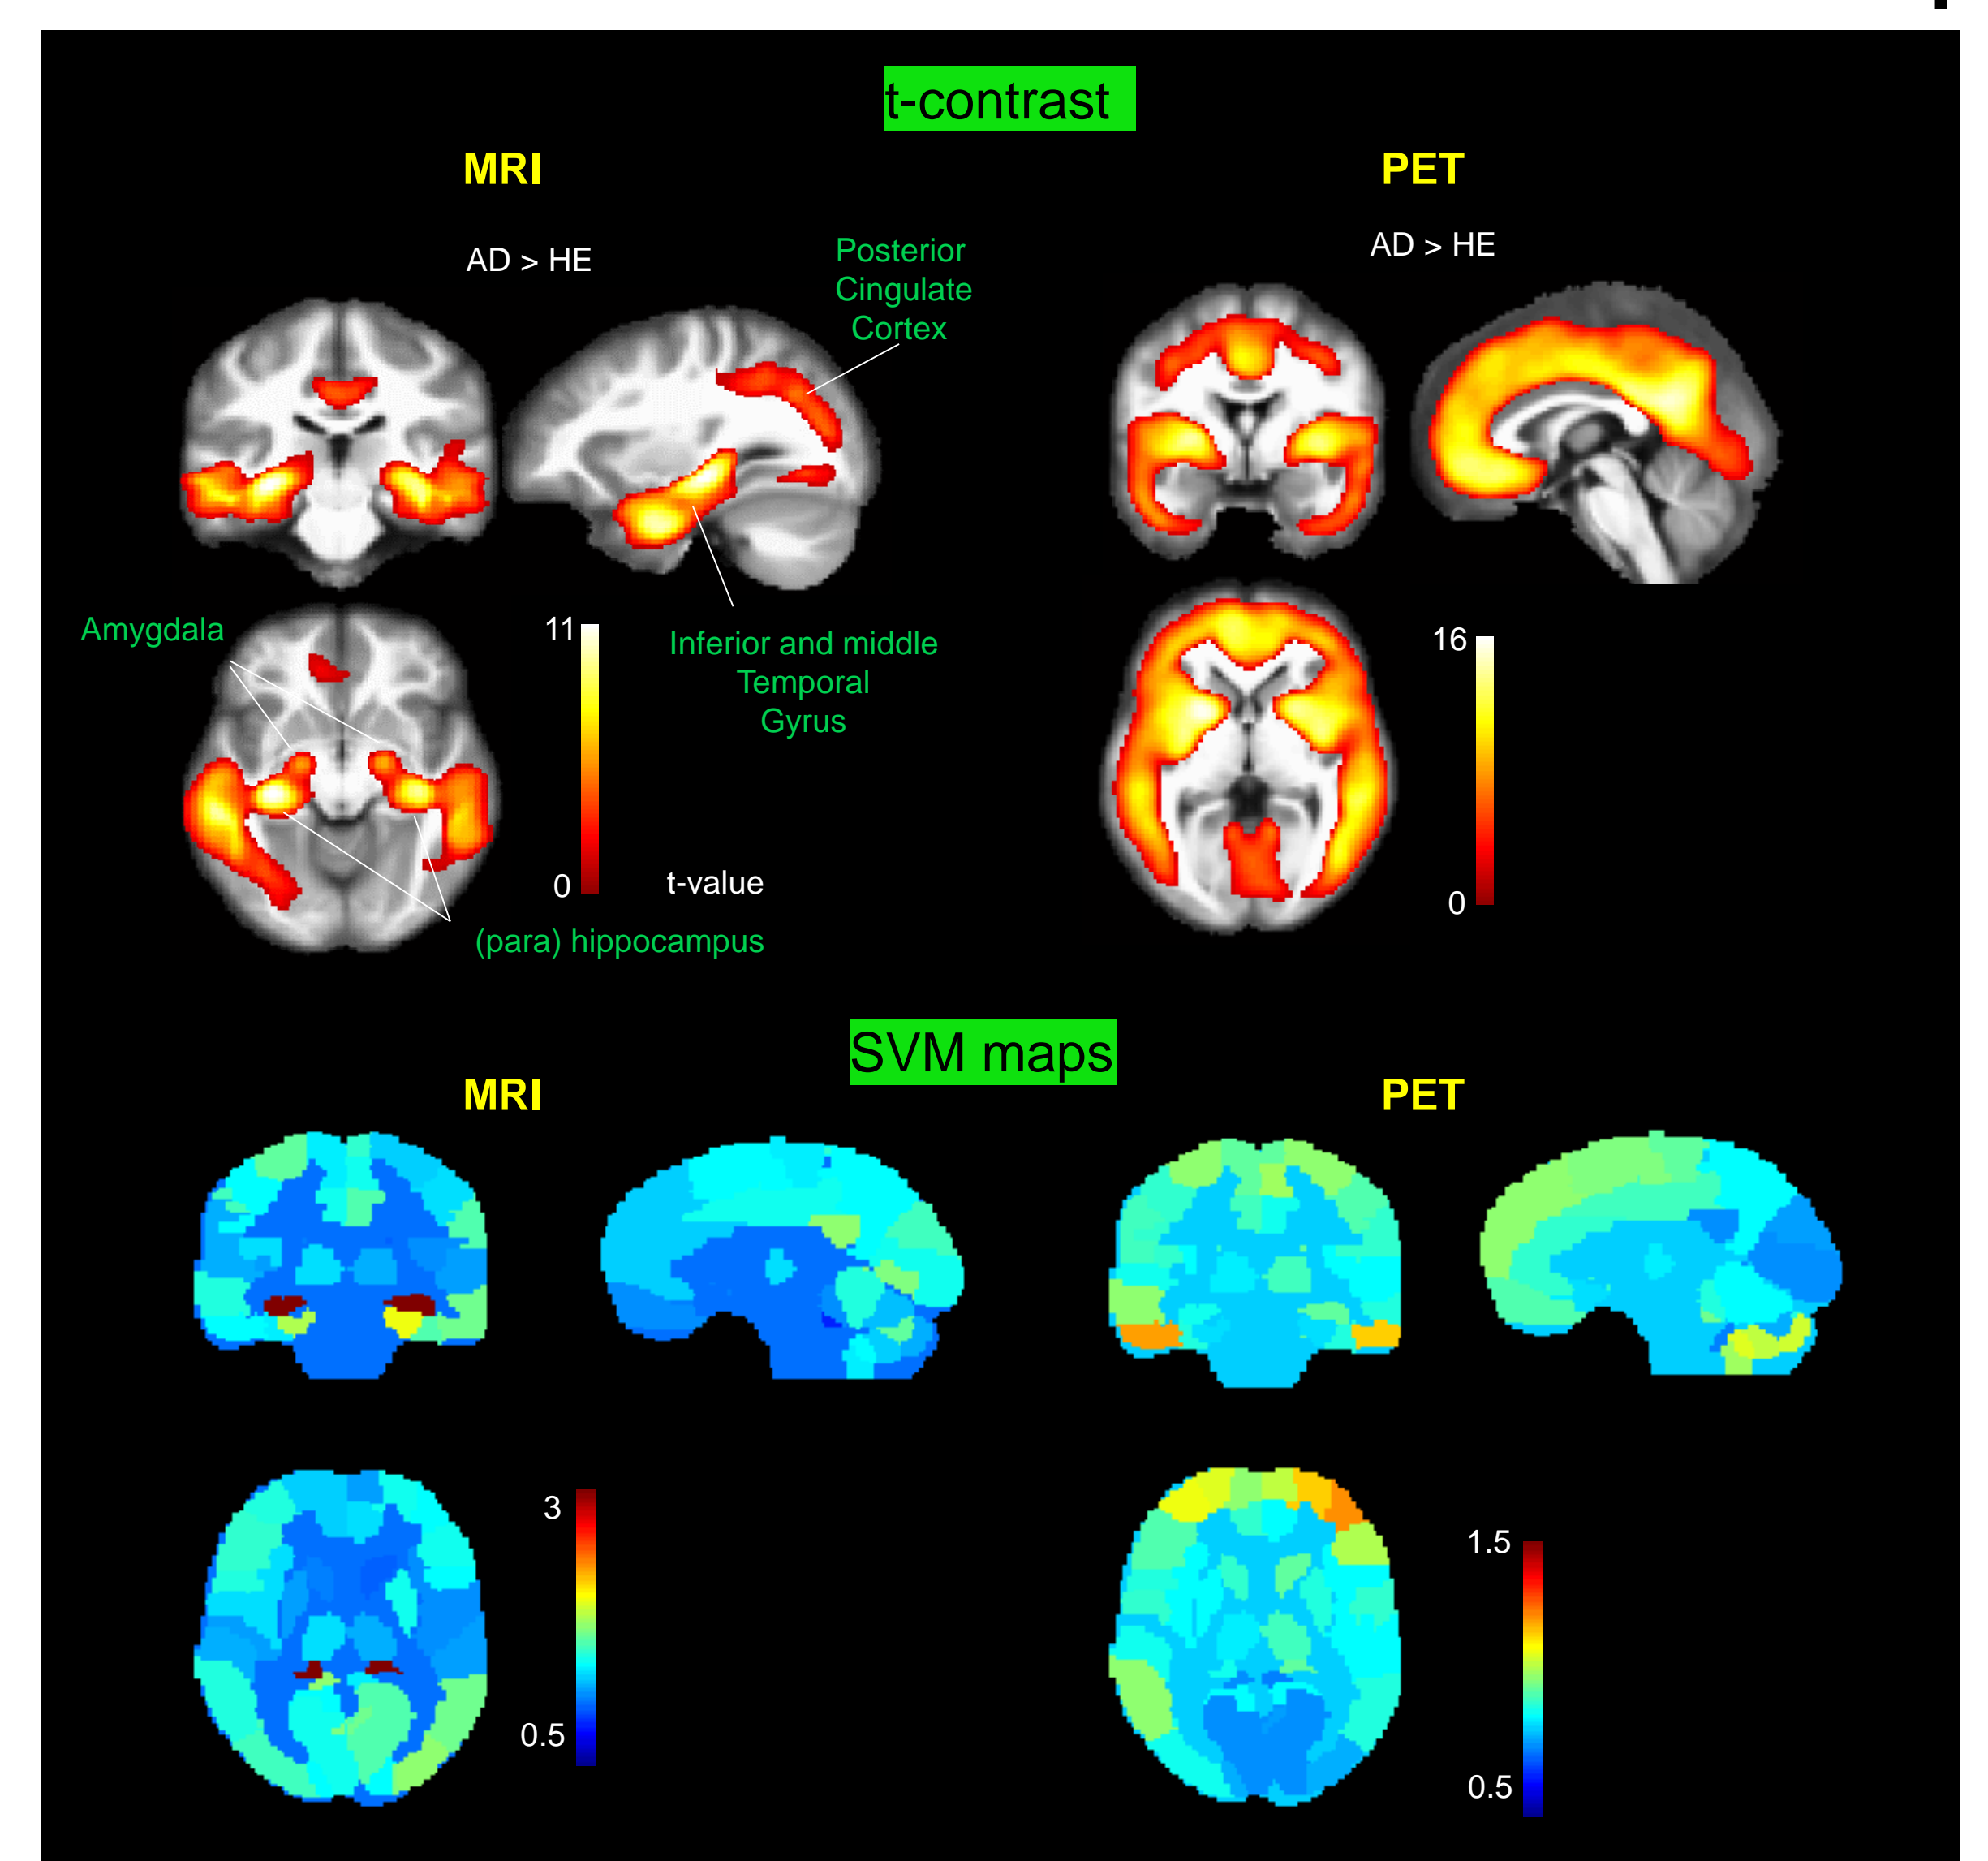 t-contrast
MRI
PET
AD > HE
AD > HE
Posterior
Cingulate
Cortex
Amygdala
11
Inferior and middle
Temporal
Gyrus
16
0
t-value
0
(para) hippocampus
SVM maps
MRI
PET
3
1.5
0.5
0.5